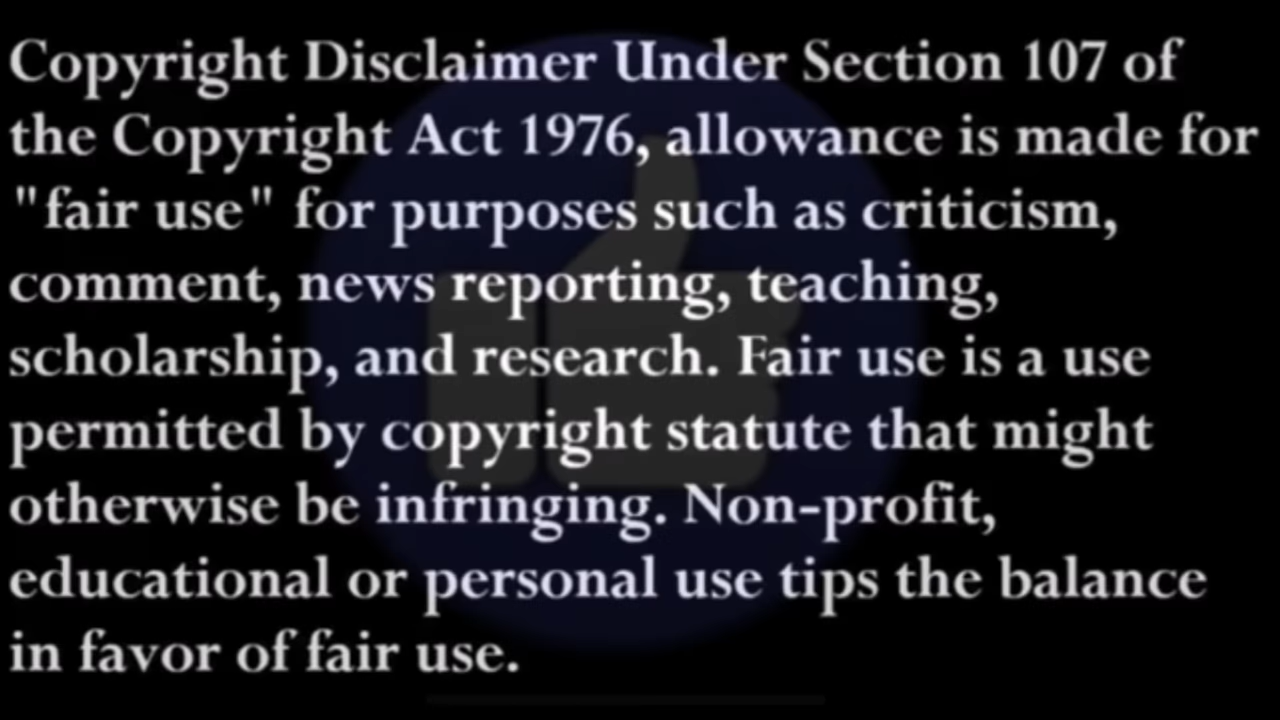 Copyright Disclaimer Under Section 107 of
the Copyright Act 1976, allowance is made for
"fair use" for purposes such as criticism,
comment, news reporting, teaching,
scholarship, and research. Fair use is a use
permitted by copyright statute that might
otherwise be infringing. Non-profit,
educational or personal use tips the balance
in favor of fair use.